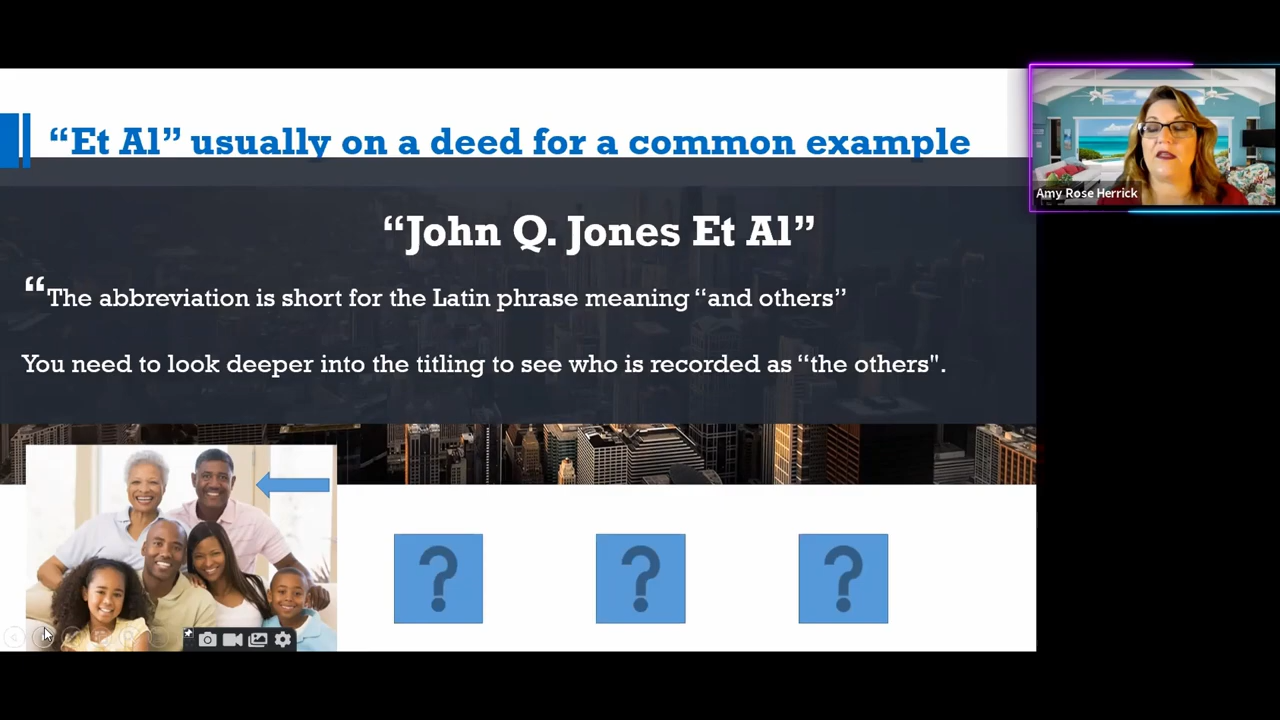 “Et Al” usually on a deed for a common example
“John Q. Jones Et Al”
“The abbreviation is short for the Latin phrase meaning “and others”
You need to look deeper into the titling to see who is recorded as “the others".
Amy Rose Herrick
?
?
?